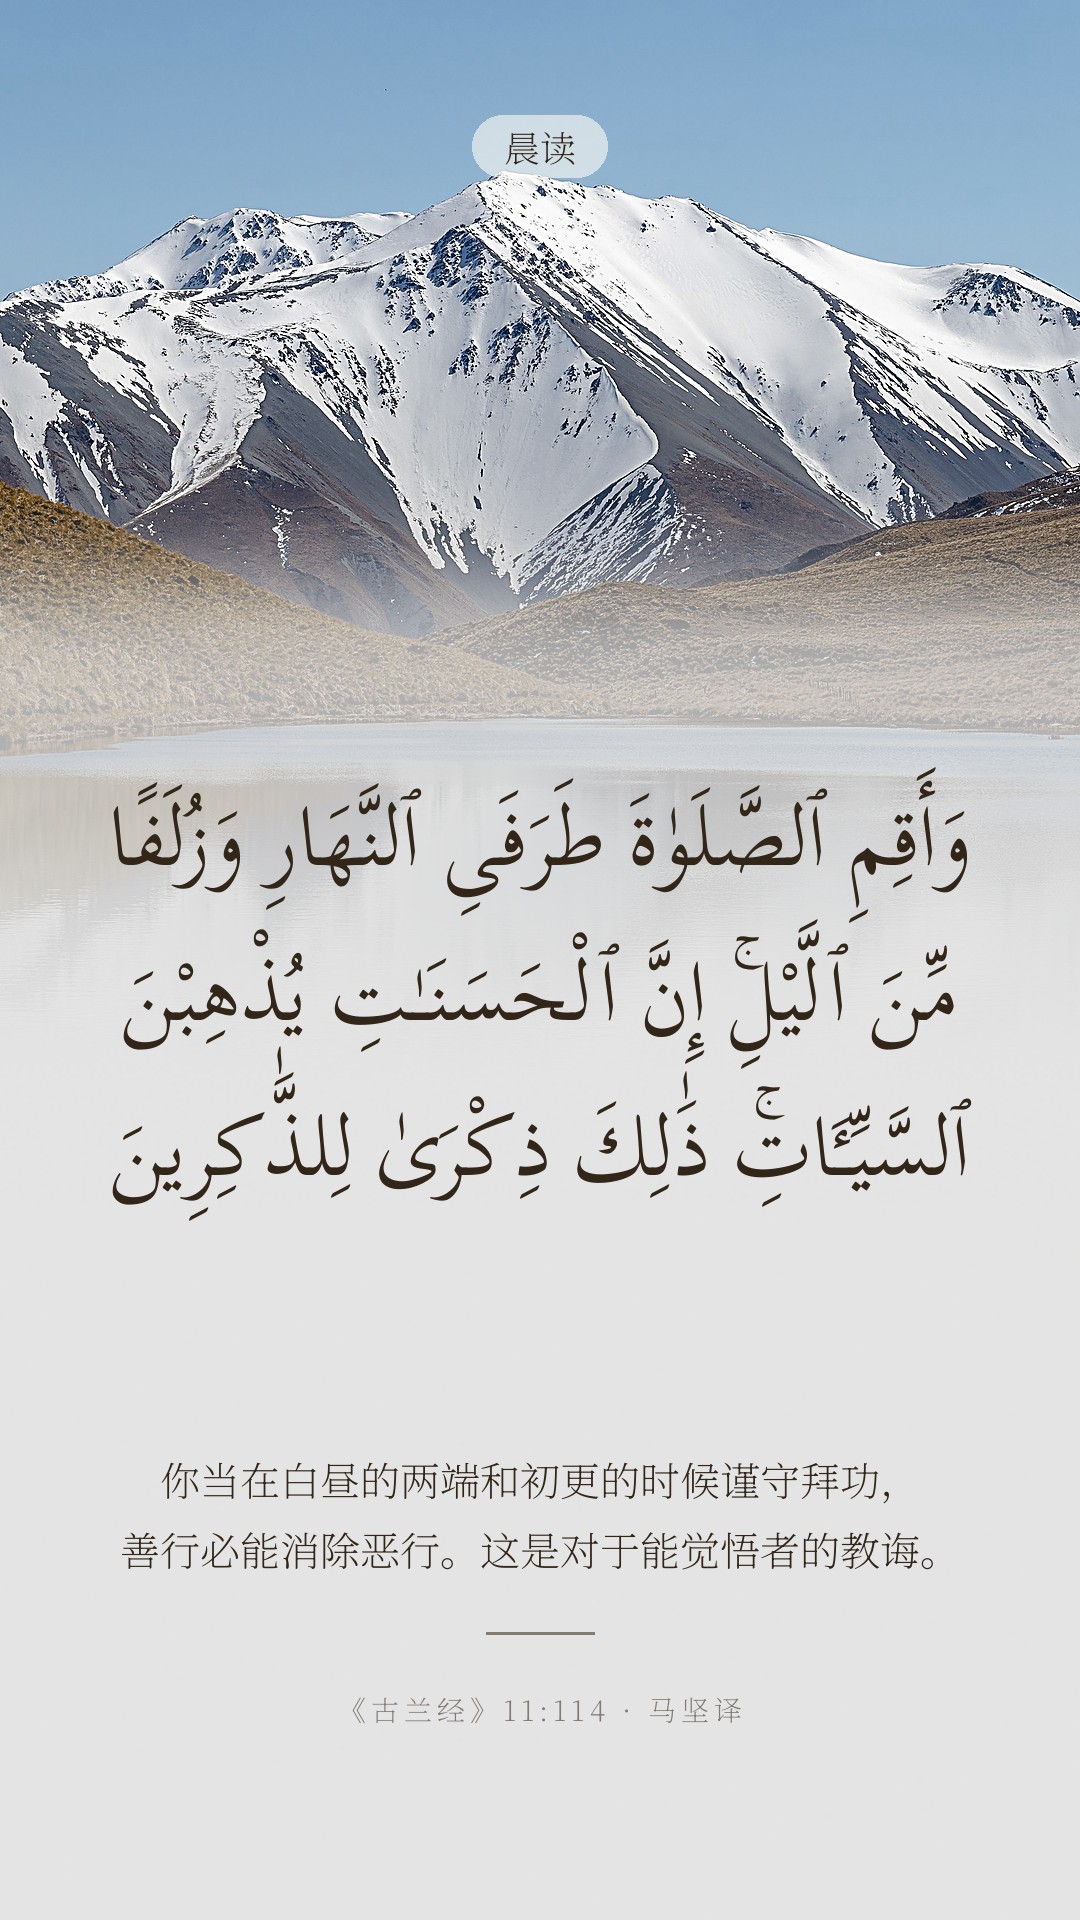 晨读
وَأَقِمِ ٱلصَّلَوٰةَ طَرَفَىِ ٱلنَّهَارِ وَزُلَفًا
مِّنَ ٱلَّيْلِ ۚ إِنَّ ٱلْحَسَنَـٰتِ يُذْهِبْنَ
ٱلسَّيِّـَٔاتِ ۚ ذَٰلِكَ ذِكْرَىٰ لِلذَّٰكِرِينَ
你当在白昼的两端和初更的时候谨守拜功，
善行必能消除恶行。这是对于能觉悟者的教诲。
《古兰经》11:114 · 马坚译